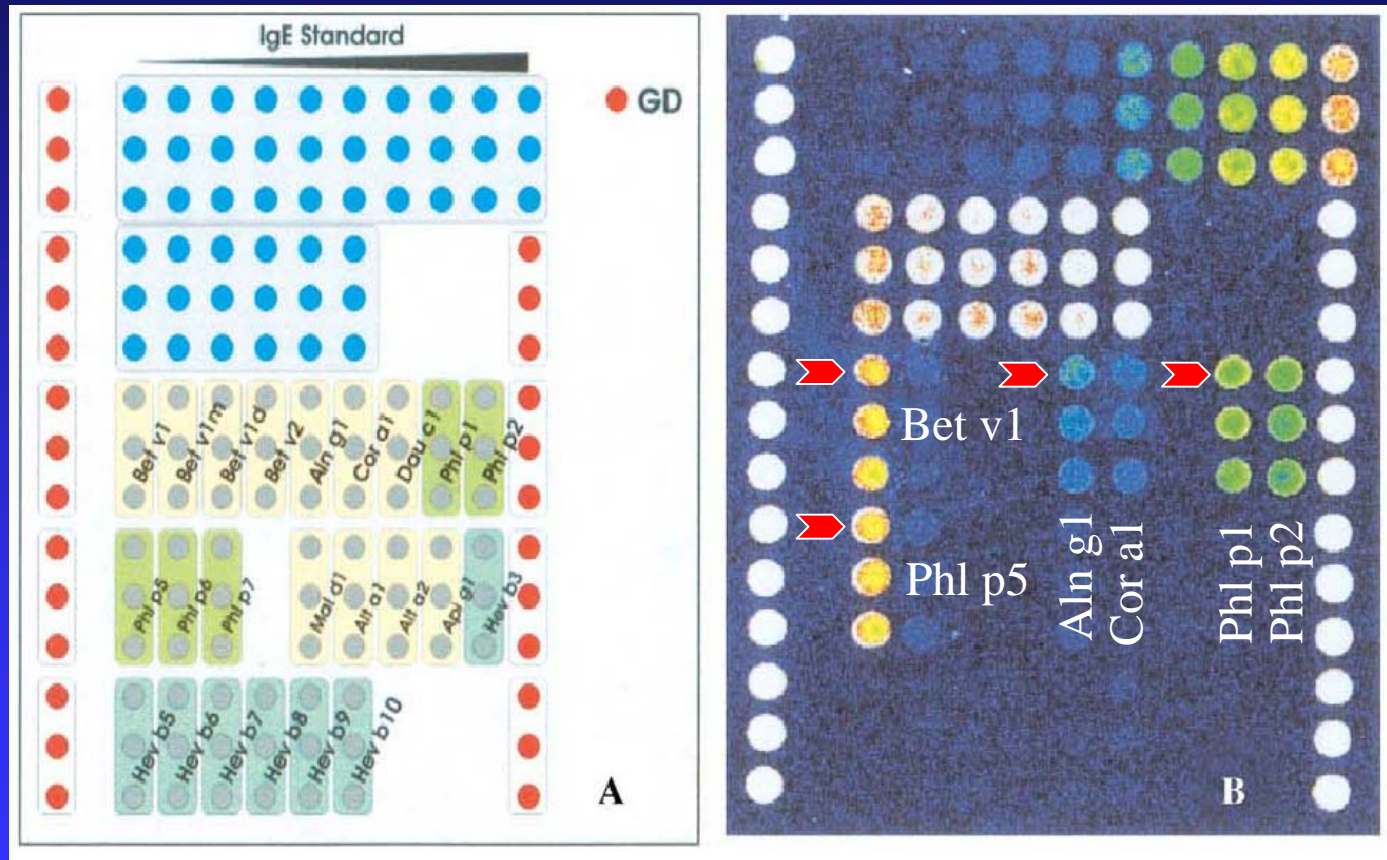 IgE Standard
GD
Bet v1
Bet v1m
Bet v1d
Bet v2
Aln g1
Cor a1
Dau c1
Phl p1
Phl p2
Phl p5
Phl p6
Phl p7
Mal d1
Alt a1
Alt a2
Api g1
Hev b3
Hev b5
Hev b6
Hev b7
Hev b8
Hev b9
Hev b10
A
Bet v1
Phl p5
Aln g1
Cor a1
Phl p1
Phl p2
B